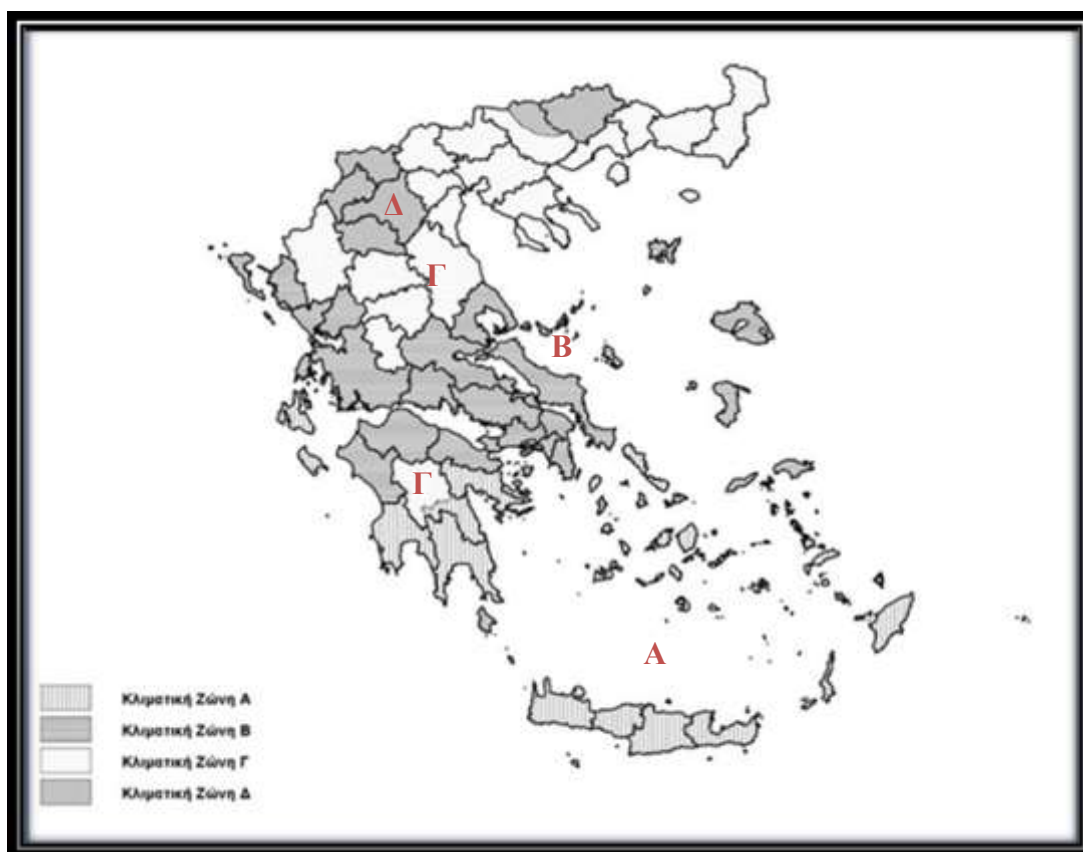 Δ
Γ
Β
Γ
Α
Κλιματική Ζώνη Α
Κλιματική Ζώνη Β
Κλιματική Ζώνη Γ
Κλιματική Ζώνη Δ